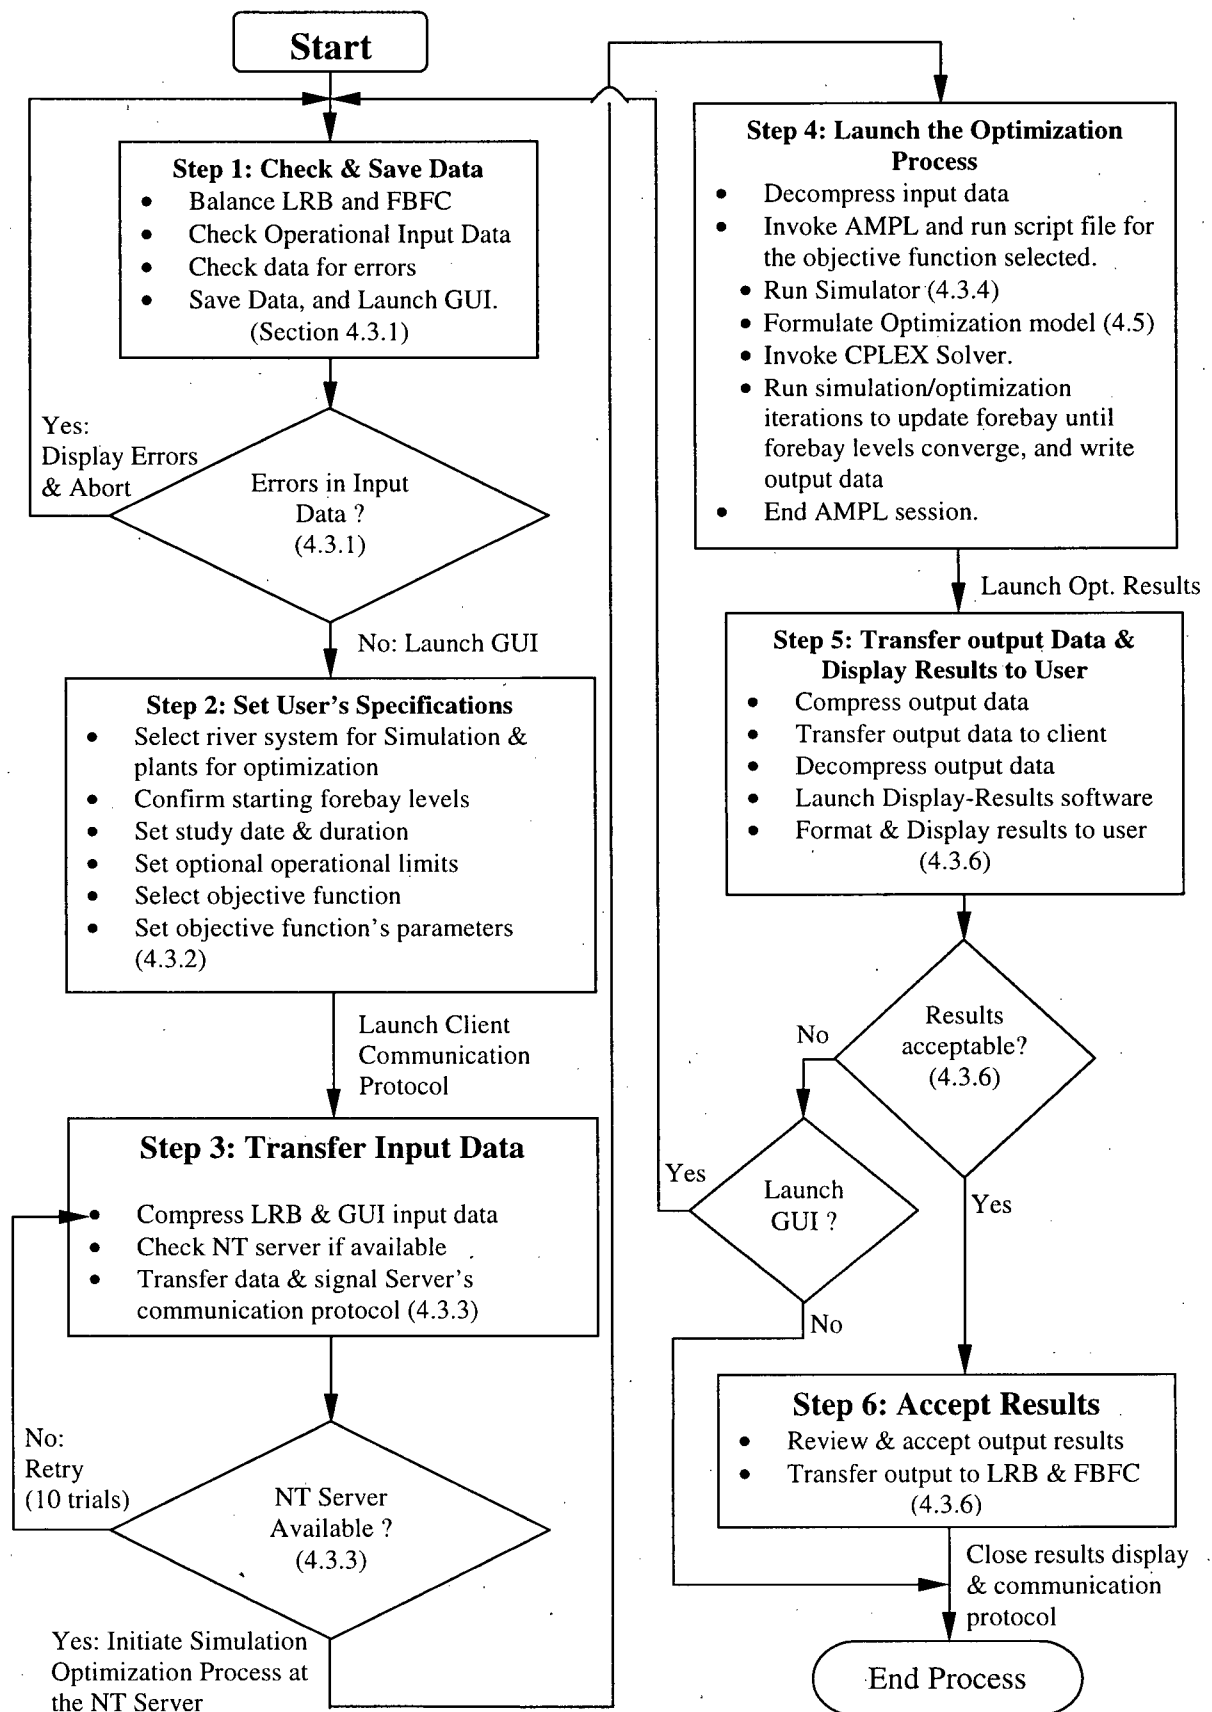 Start
Step 1: Check & Save Data
• Balance LRB and FBFC
• Check Operational Input Data
• Check data for errors
• Save Data, and Launch GUI.
(Section 4.3.1)
Yes:
Display Errors
& Abort
Errors in Input
Data ?
(4.3.1)
No: Launch GUI
Step 2: Set User's Specifications
• Select river system for Simulation &
plants for optimization
• Confirm starting forebay levels
• Set study date & duration
• Set optional operational limits
• Select objective function
• Set objective function's parameters
(4.3.2)
Launch Client
Communication
Protocol
Step 3: Transfer Input Data
• Compress LRB & GUI input data
• Check NT server if available
• Transfer data & signal Server's
communication protocol (4.3.3)
No:
Retry
(10 trials)
NT Server
Available ?
(4.3.3)
Yes: Initiate Simulation
Optimization Process at
the NT Server
Step 4: Launch the Optimization
Process
• Decompress input data
• Invoke AMPL and run script file for
the objective function selected.
• Run Simulator (4.3.4)
• Formulate Optimization model (4.5)
• Invoke CPLEX Solver.
• Run simulation/optimization
iterations to update forebay until
forebay levels converge, and write
output data
• End AMPL session.
Launch Opt. Results
Step 5: Transfer output Data &
Display Results to User
• Compress output data
• Transfer output data to client
• Decompress output data
• Launch Display-Results software
• Format & Display results to user
(4.3.6)
Results
acceptable?
(4.3.6)
No
Yes
Launch
GUI ?
Yes
No
Step 6: Accept Results
• Review & accept output results
• Transfer output to LRB & FBFC
(4.3.6)
Close results display
& communication
protocol
End Process